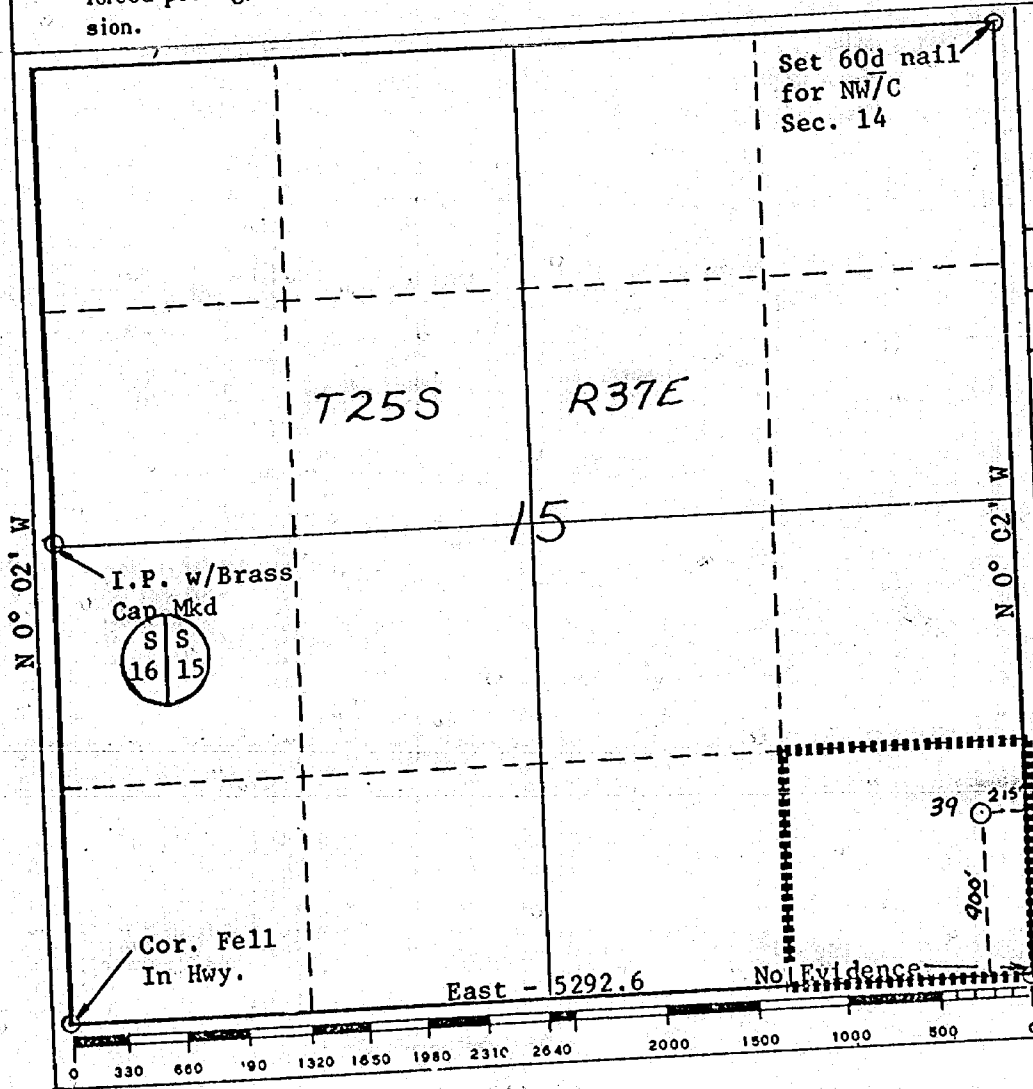 sion.
Set 60d nail
for NW/C
Sec. 14
T25S R37E
15
N 0° 02' W
N 0° 02' W
I.P. w/Brass
Cap Mkd
S S
16 15
39 215'
900'
Cor. Fell
In Hwy.
East - 5292.6
No Evidence
0 330 660 '90 1320 1650 1980 2310 2640 2000 1500 1000 500 0